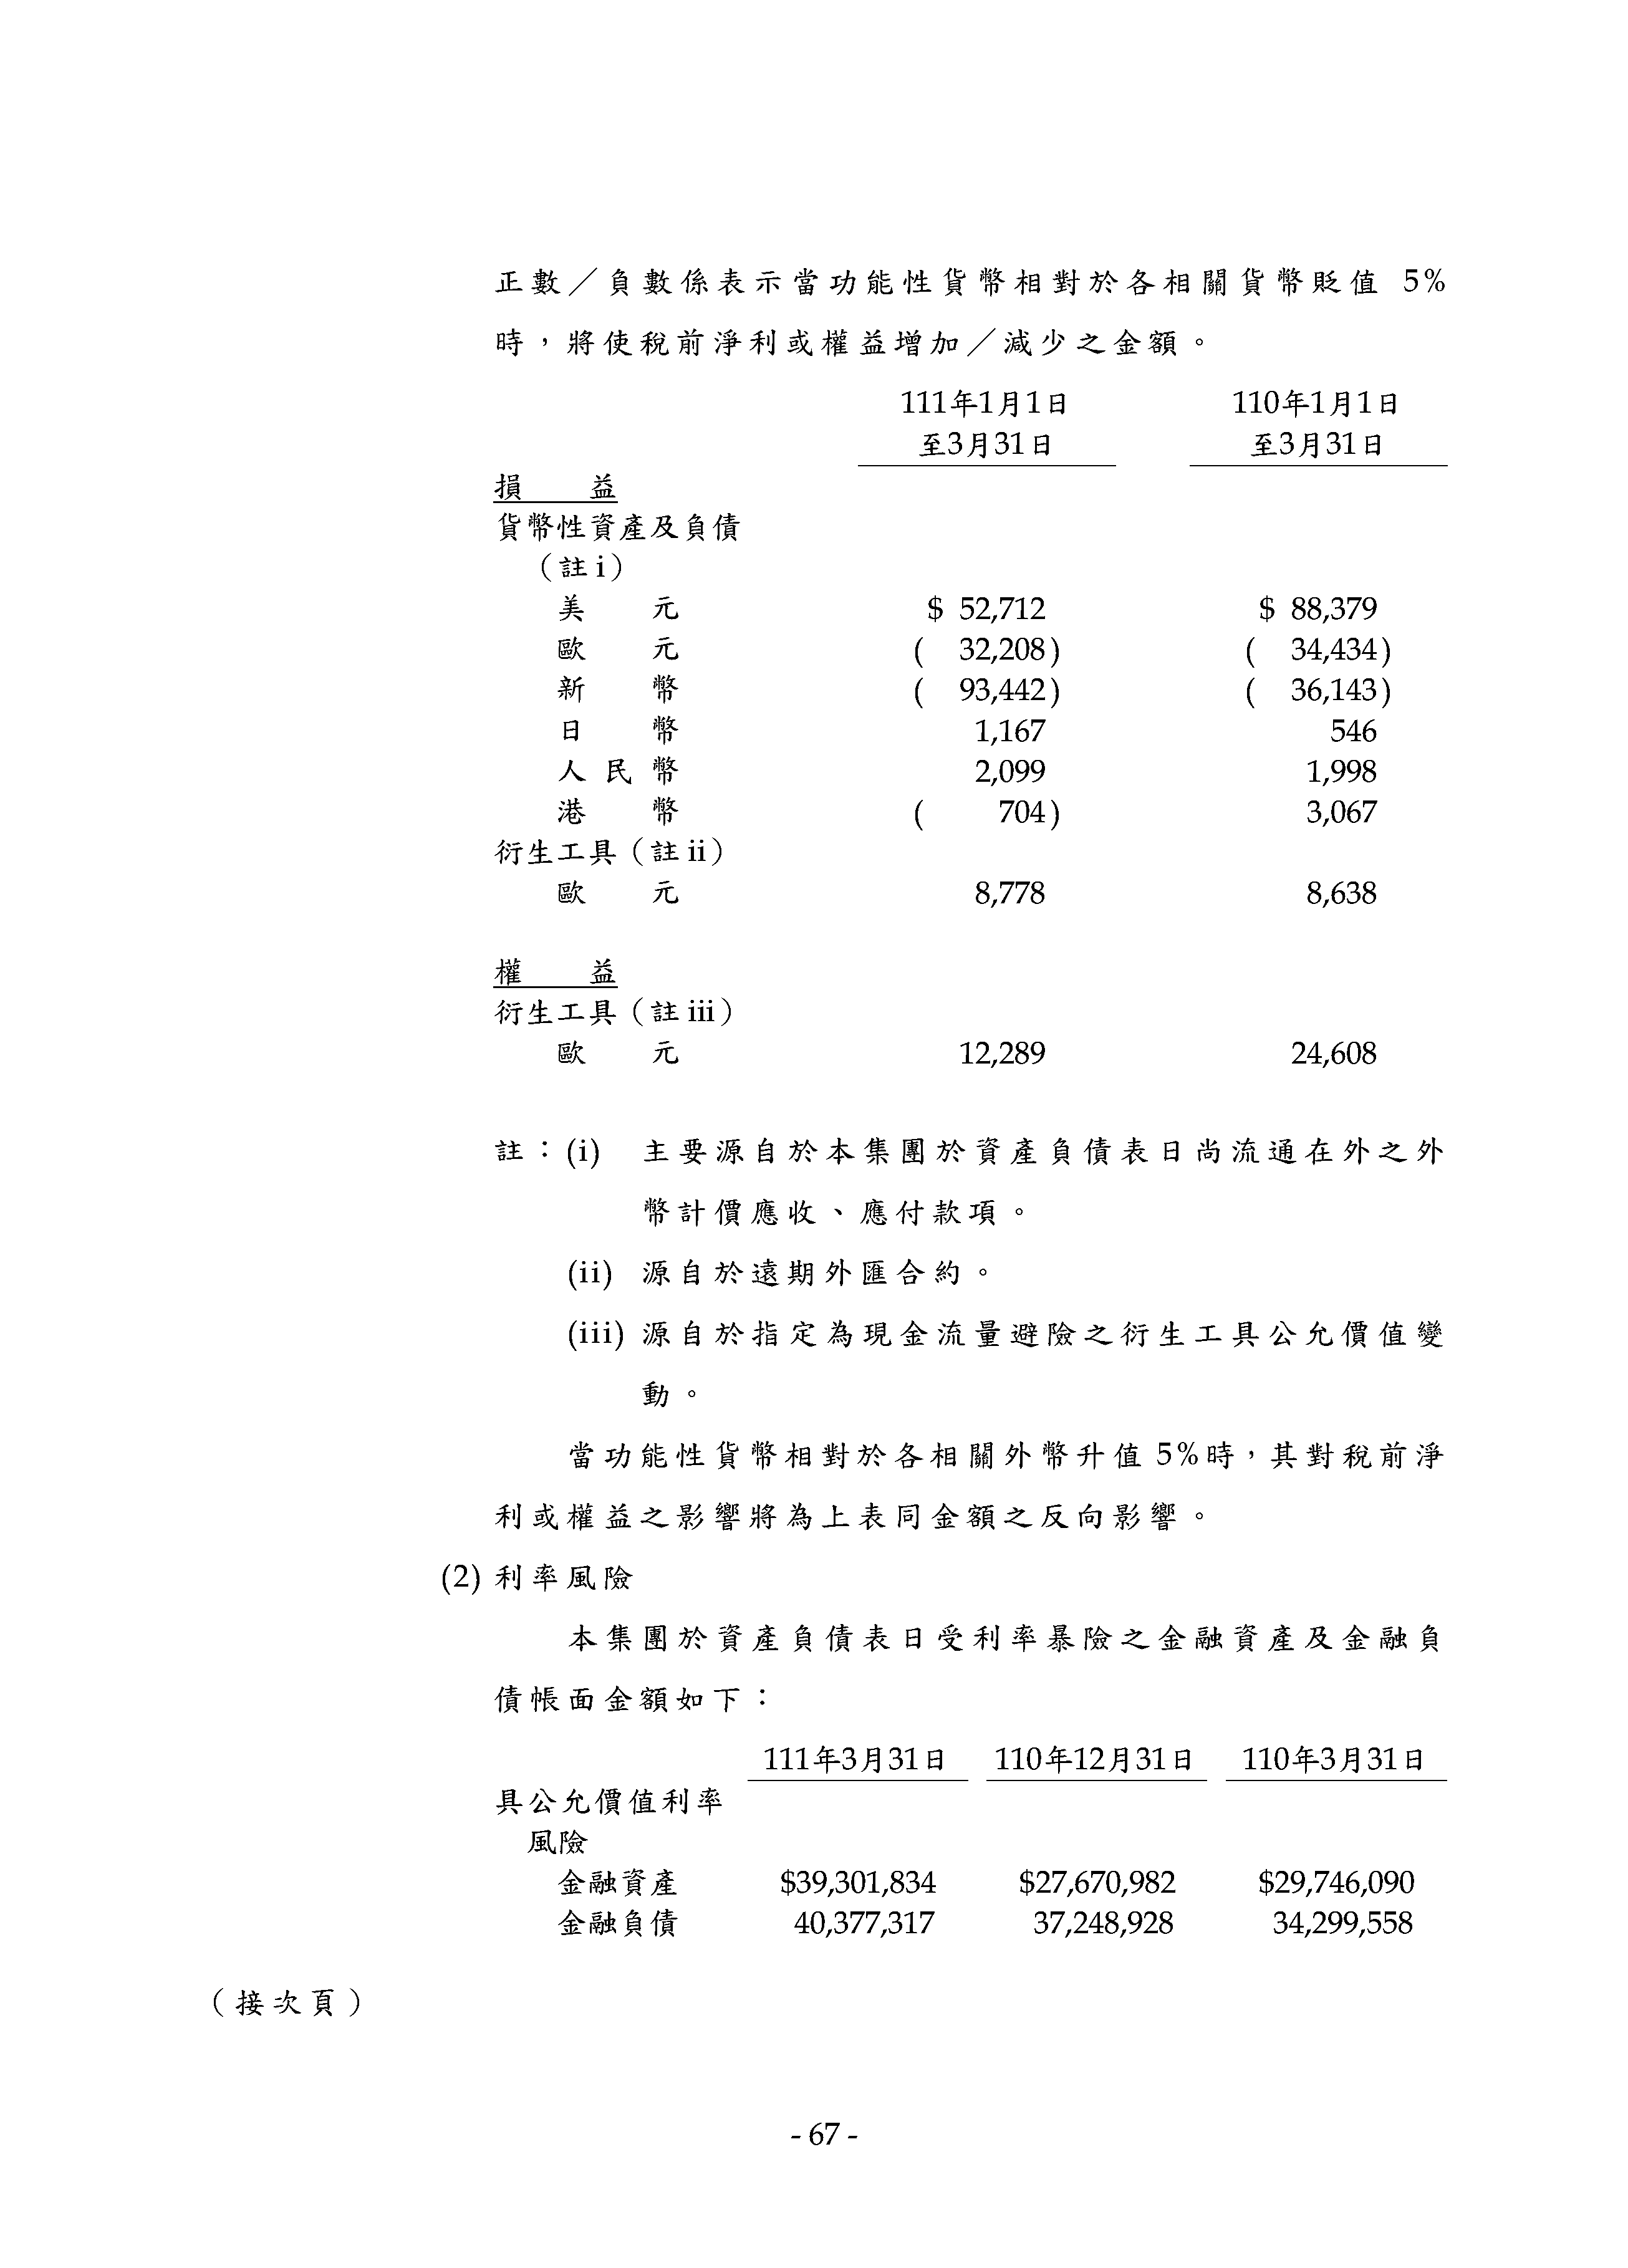 正數／負數係表示當功能性貨幣相對於各相關貨幣貶值 5%
時，將使稅前淨利或權益增加／減少之金額。
111年1月1日 110年1月1日
至3月31日 至3月31日
損 益
貨幣性資產及負債
（註 i）
美 元 $ 52,712 $ 88,379
歐 元 ( 32,208) ( 34,434)
新 幣 ( 93,442) ( 36,143)
日 幣 1,167 546
人 民 幣 2,099 1,998
港 幣 ( 704) 3,067
衍生工具（註 ii）
歐 元 8,778 8,638
權 益
衍生工具（註 iii）
歐 元 12,289 24,608
註：(i) 主要源自於本集團於資產負債表日尚流通在外之外
幣計價應收、應付款項。
(ii) 源自於遠期外匯合約。
(iii) 源自於指定為現金流量避險之衍生工具公允價值變
動。
當功能性貨幣相對於各相關外幣升值 5%時，其對稅前淨
利或權益之影響將為上表同金額之反向影響。
(2) 利率風險
本集團於資產負債表日受利率暴險之金融資產及金融負
債帳面金額如下：
111年3月31日 110年12月31日 110年3月31日
具公允價值利率
風險
金融資產 $39,301,834 $27,670,982 $29,746,090
金融負債 40,377,317 37,248,928 34,299,558
（接次頁）
- 67 -